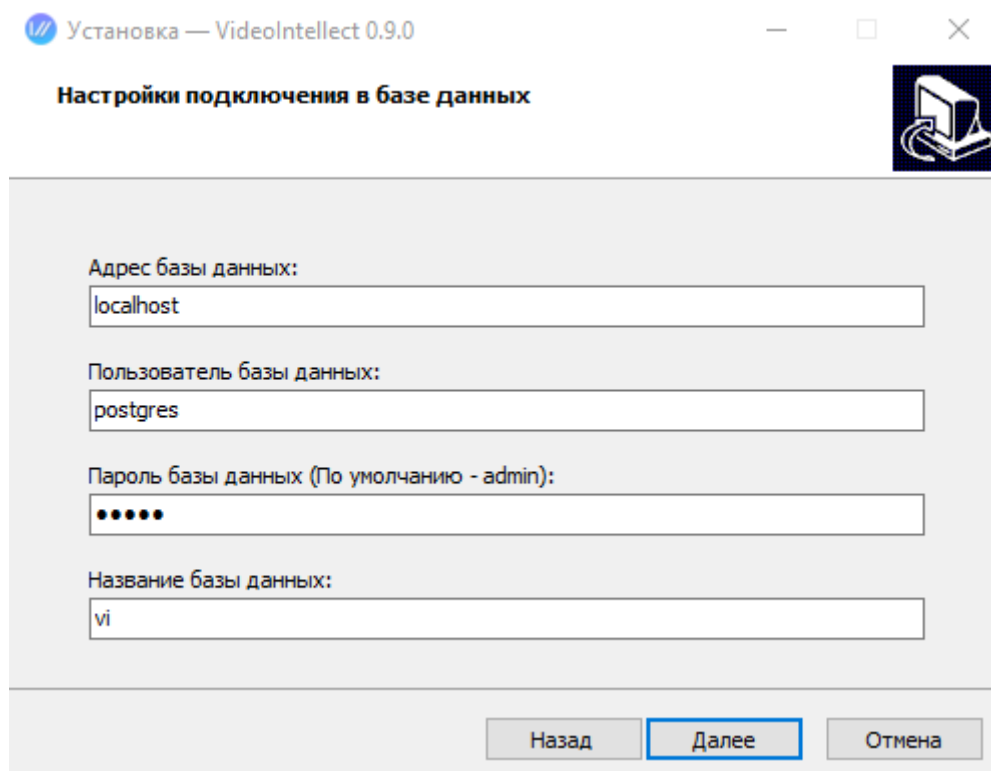 Установка — VideoIntellect 0.9.0
Настройки подключения в базе данных
Адрес базы данных:
localhost
Пользователь базы данных:
postgres
Пароль базы данных (По умолчанию - admin):
•••••
Название базы данных:
vi
Назад Далее Отмена